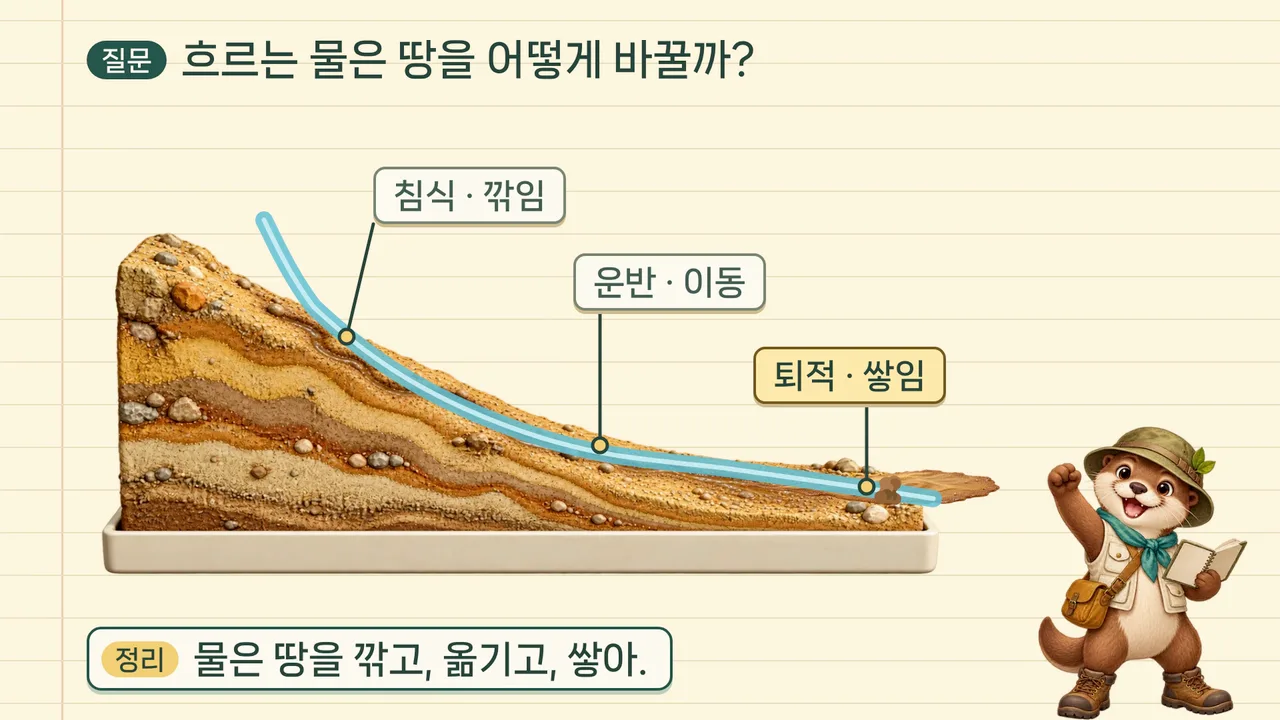 질문 흐르는 물은 땅을 어떻게 바꿀까?
침식 · 깎임
운반 · 이동
퇴적 · 쌓임
정리 물은 땅을 깎고, 옮기고, 쌓아.